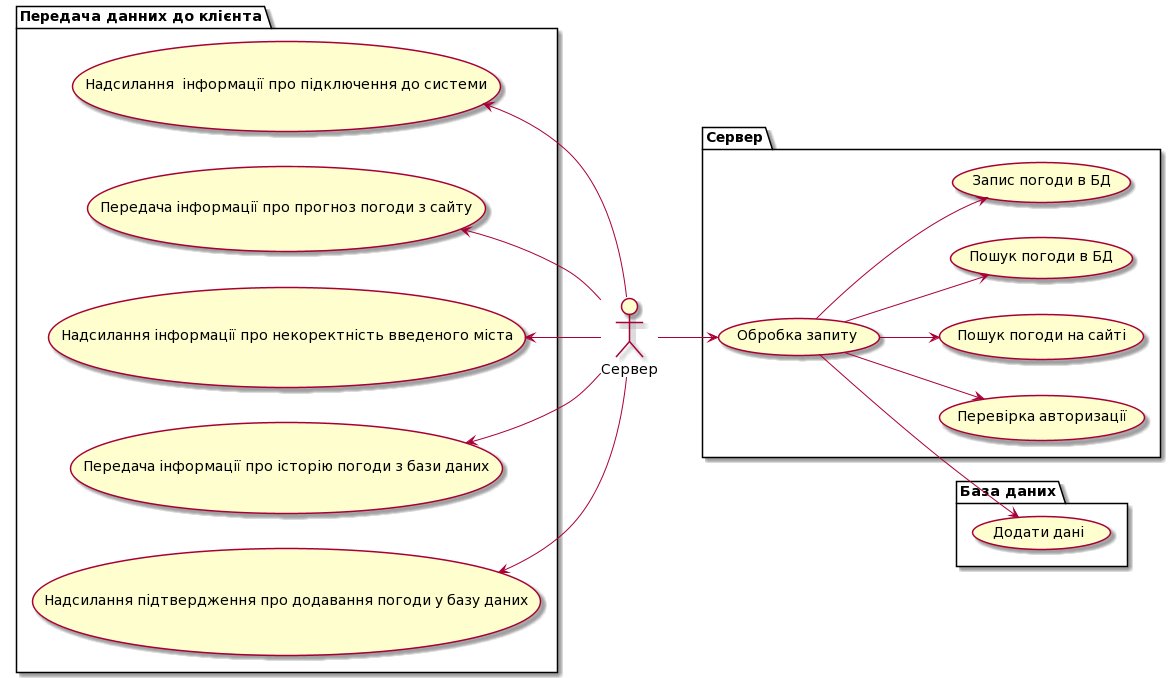 Передача данних до клієнта
Надсилання  інформації про підключення до системи
Передача інформації про прогноз погоди з сайту
Надсилання інформації про некоректність введеного міста
Передача інформації про історію погоди з бази даних
Надсилання підтвердження про додавання погоди у базу даних
Сервер
Сервер
Обробка запиту
Запис погоди в БД
Пошук погоди в БД
Пошук погоди на сайті
Перевірка авторизації
База даних
Додати дані